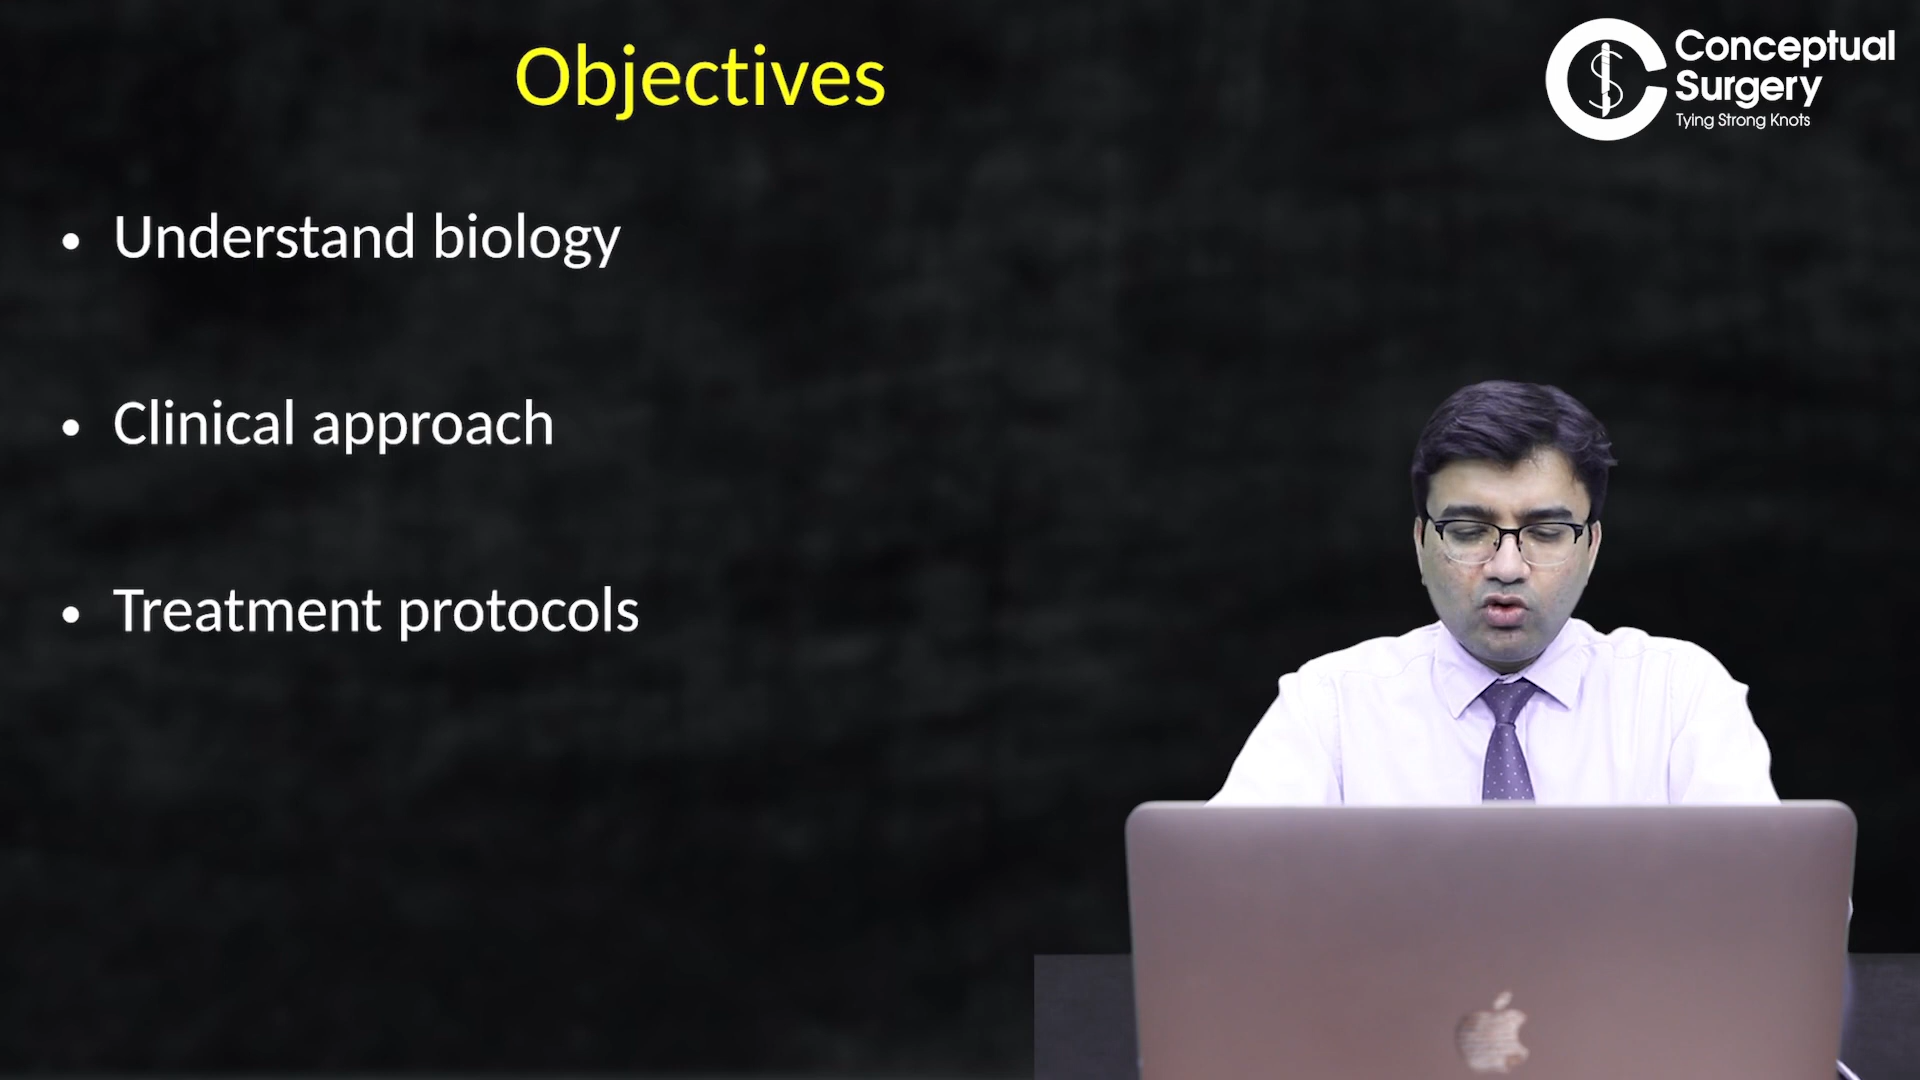 Objectives
Conceptual
Surgery
Tying Strong Knots
• Understand biology
• Clinical approach
• Treatment protocols